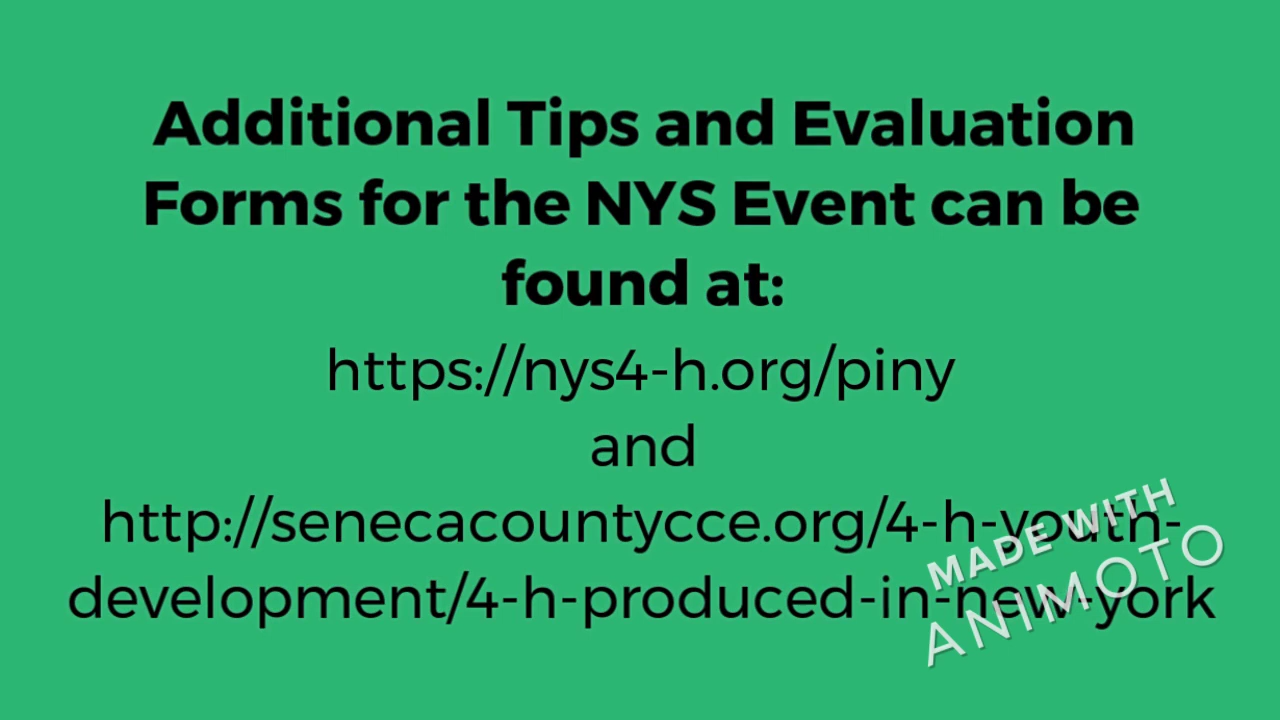 Additional Tips and Evaluation
Forms for the NYS Event can be
found at:
https://nys4-h.org/piny
and
http://senecacountycce.org/4-h-youth-
development/4-h-produced-in-new-york
MADE WITH
ANIMOTO